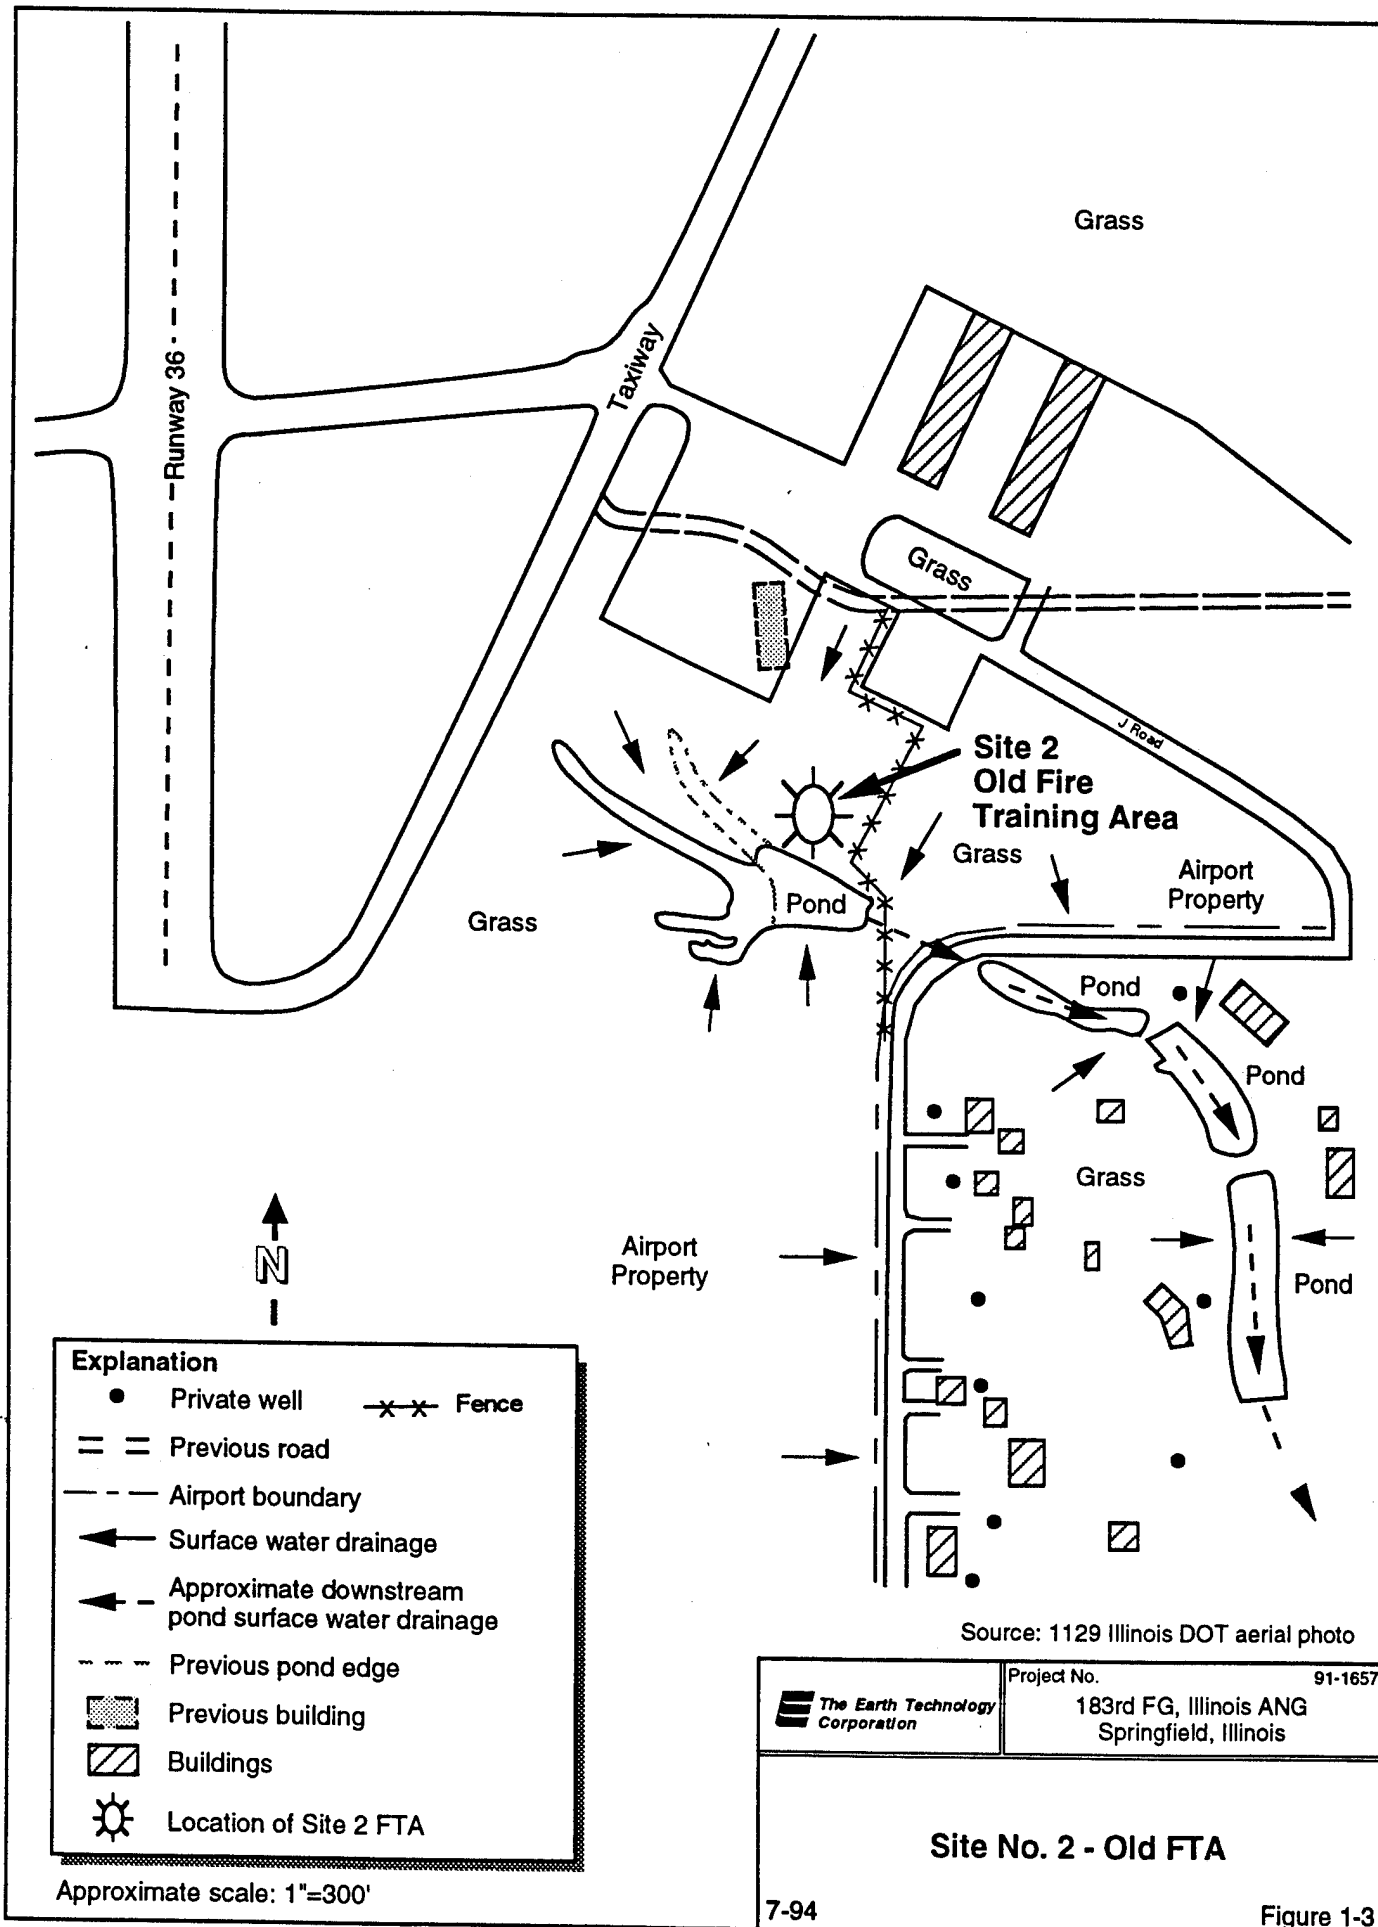 Grass
Runway 36
Taxiway
Grass
J Road
Site 2
Old Fire
Training Area
Grass
Airport
Property
Pond
Grass
Pond
Pond
Grass
Airport
Property
Pond
N
Explanation
Private well
Fence
Previous road
Airport boundary
Surface water drainage
Approximate downstream
pond surface water drainage
Previous pond edge
Previous building
Buildings
Location of Site 2 FTA
Approximate scale: 1"=300'
Source: 1129 Illinois DOT aerial photo
The Earth Technology
Corporation
Project No. 91-1657
183rd FG, Illinois ANG
Springfield, Illinois
Site No. 2 - Old FTA
7-94
Figure 1-3